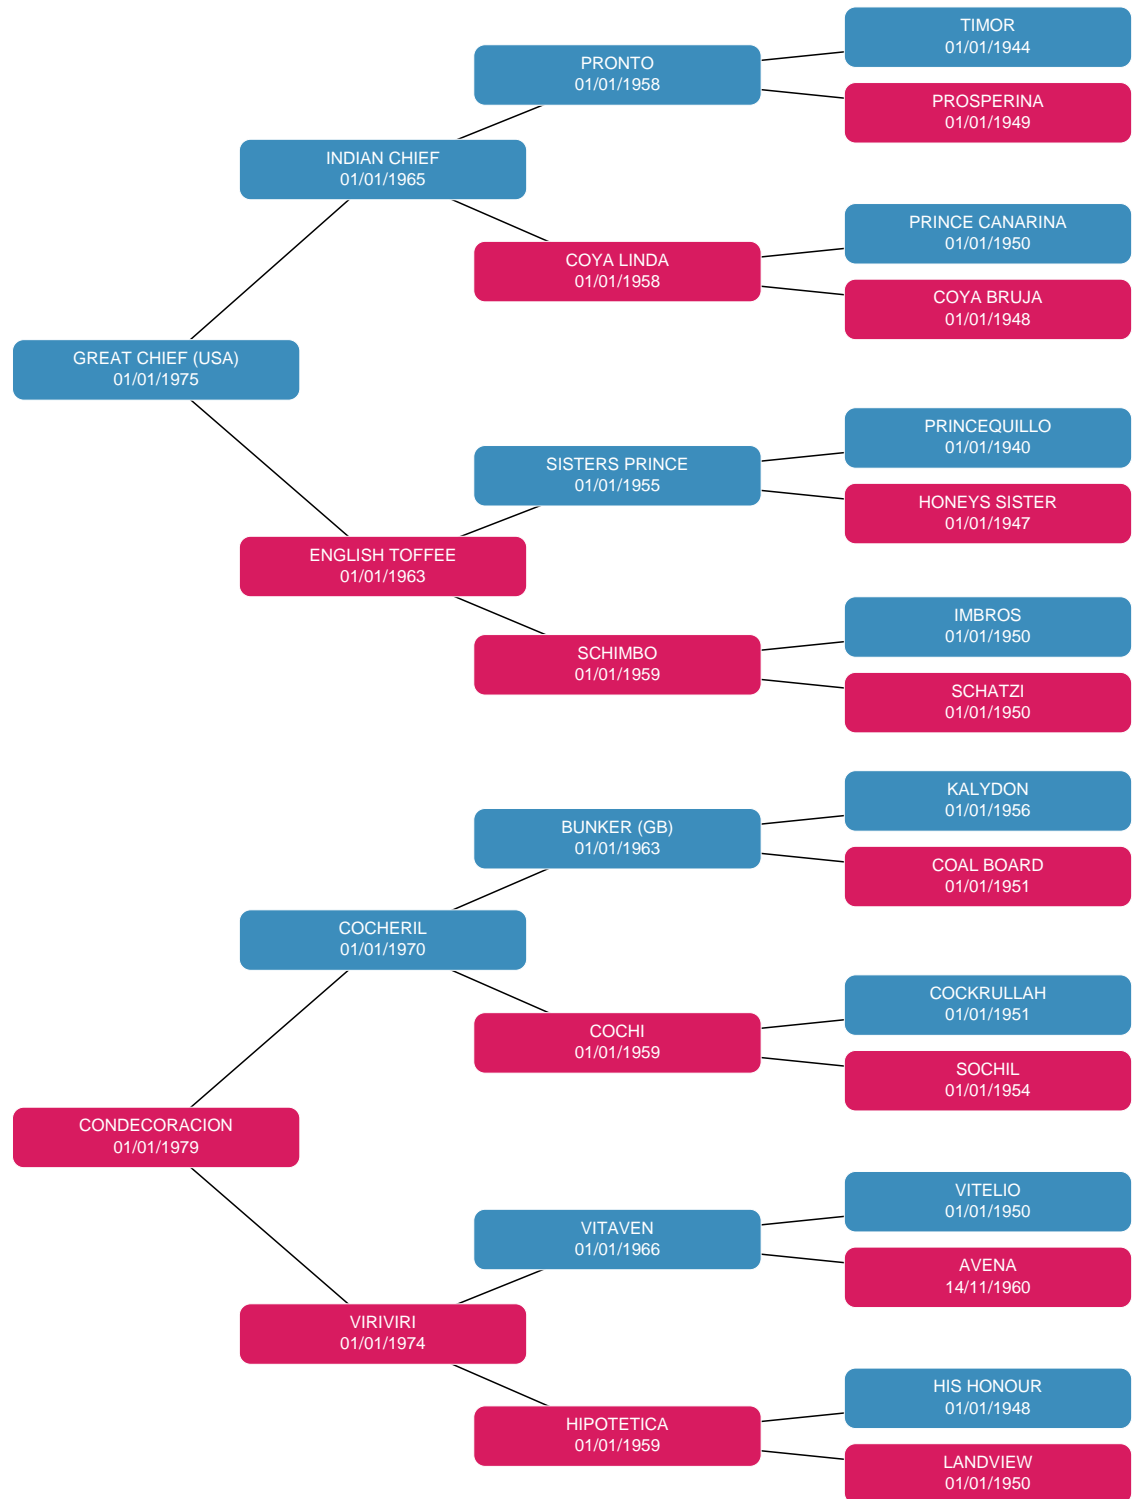 TIMOR
01/01/1944
PRONTO
01/01/1958
PROSPERINA
01/01/1949
INDIAN CHIEF
01/01/1965
PRINCE CANARINA
01/01/1950
COYA LINDA
01/01/1958
COYA BRUJA
01/01/1948
GREAT CHIEF (USA)
01/01/1975
PRINCEQUILLO
01/01/1940
SISTERS PRINCE
01/01/1955
HONEYS SISTER
01/01/1947
ENGLISH TOFFEE
01/01/1963
IMBROS
01/01/1950
SCHIMBO
01/01/1959
SCHATZI
01/01/1950
KALYDON
01/01/1956
BUNKER (GB)
01/01/1963
COAL BOARD
01/01/1951
COCHERIL
01/01/1970
COCKRULLAH
01/01/1951
COCHI
01/01/1959
SOCHIL
01/01/1954
CONDECORACION
01/01/1979
VITELIO
01/01/1950
VITAVEN
01/01/1966
AVENA
14/11/1960
VIRIVIRI
01/01/1974
HIS HONOUR
01/01/1948
HIPOTETICA
01/01/1959
LANDVIEW
01/01/1950